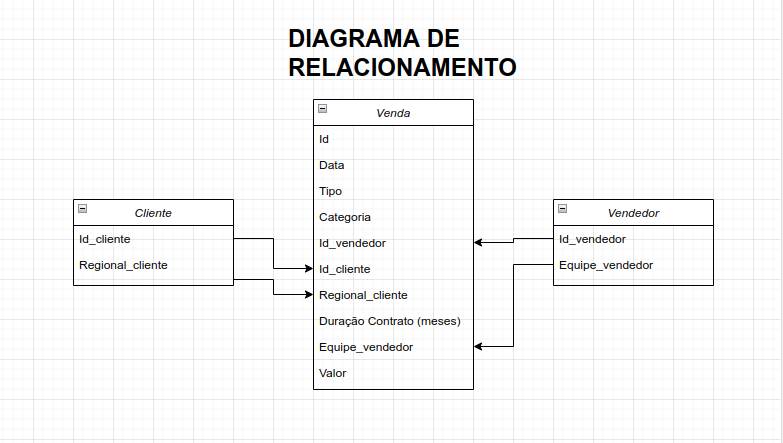 DIAGRAMA DE
RELACIONAMENTO
Venda
Id
Data
Tipo
Categoria
Id_vendedor
Id_cliente
Regional_cliente
Duração Contrato (meses)
Equipe_vendedor
Valor
Cliente
Id_cliente
Regional_cliente
Vendedor
Id_vendedor
Equipe_vendedor